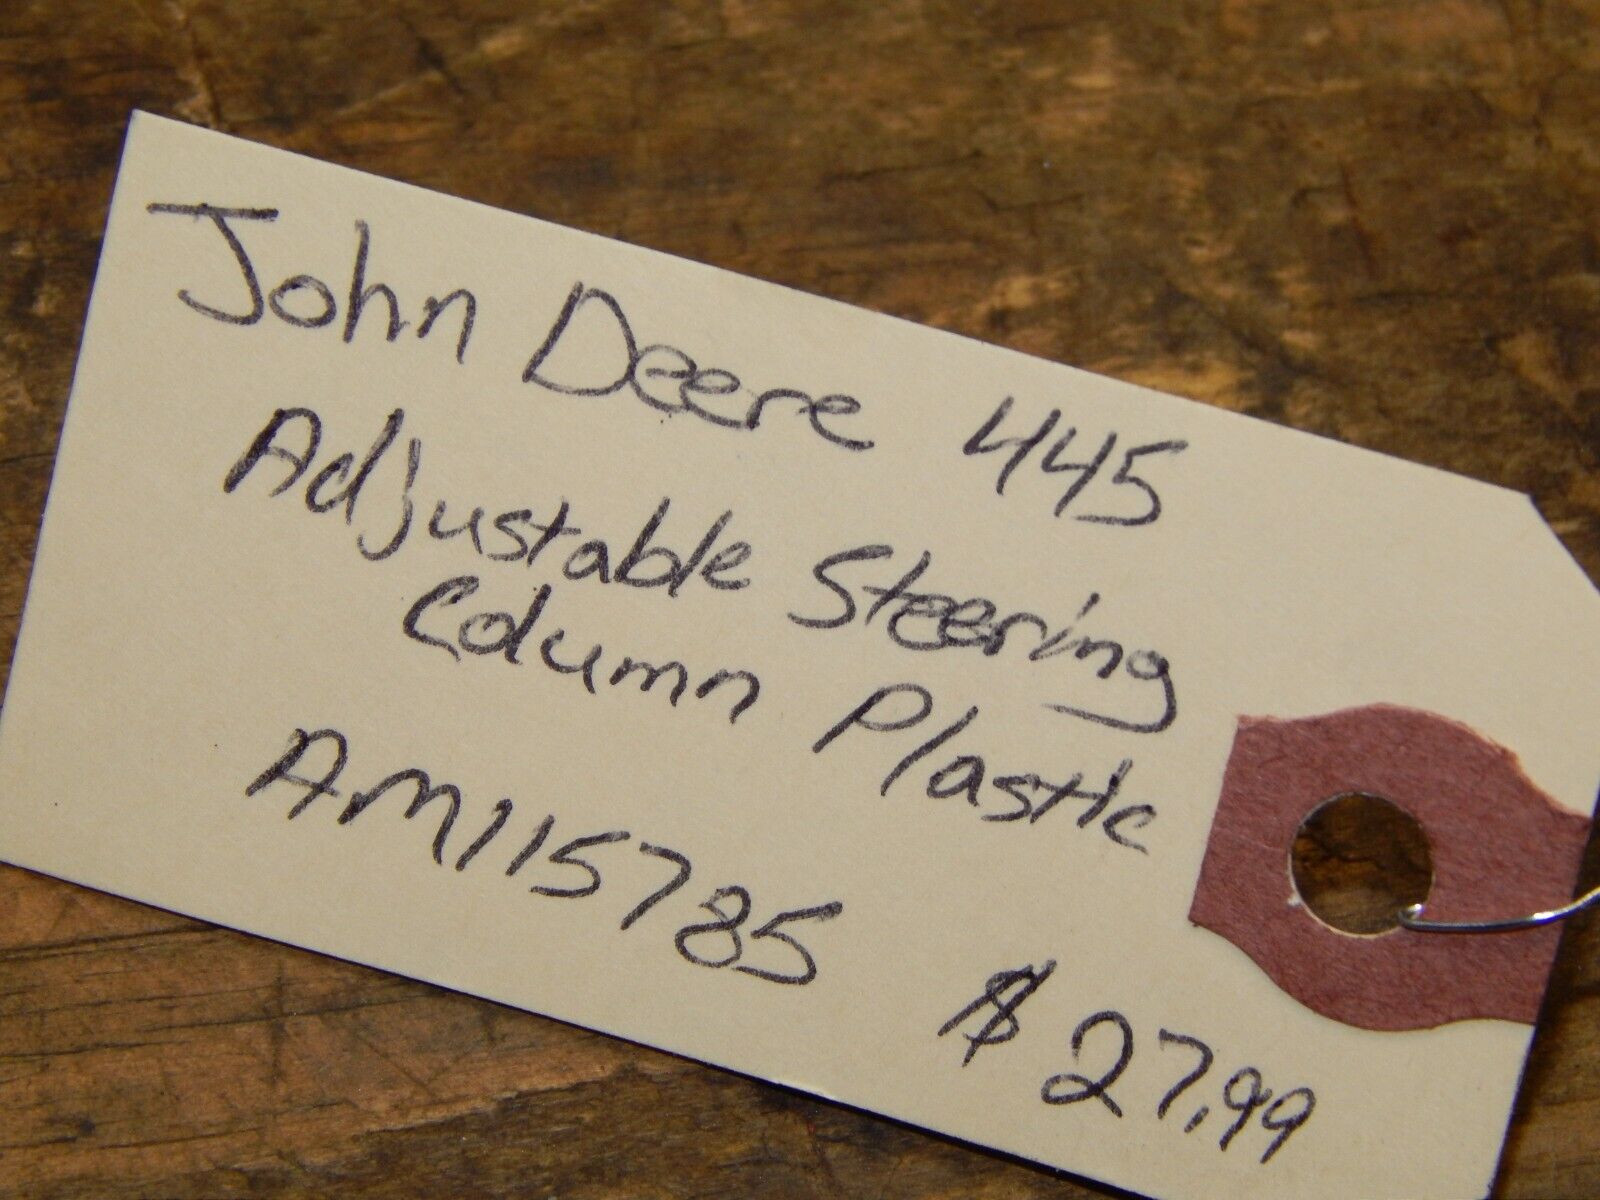 John Deere 445
Adjustable Steering
Column Plastic
AM115785
$27.99